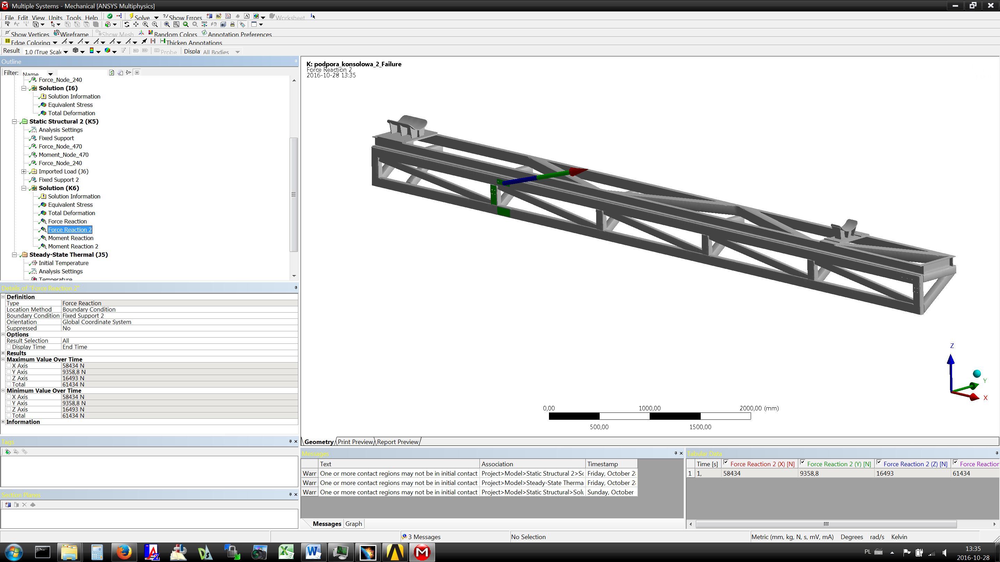 Multiple Systems - Mechanical [ANSYS Multiphysics]
File Edit View Units Tools Help Solve ?/ Show Errors Worksheet
Show Vertices Wireframe Show Mesh Random Colors Annotation Preferences
Edge Coloring Thicken Annotations
Result 1.0 (True Scale Probe Displa All Bodies
Outline
Filter: Name
Force_Node_240
Solution (I6)
Solution Information
Equivalent Stress
Total Deformation
Static Structural 2 (K5)
Analysis Settings
Fixed Support
Force_Node_470
Moment_Node_470
Force_Node_240
Imported Load (J6)
Fixed Support 2
Solution (K6)
Solution Information
Equivalent Stress
Total Deformation
Force Reaction
Force Reaction 2
Moment Reaction
Moment Reaction 2
Steady-State Thermal (J5)
Initial Temperature
Analysis Settings
Temperature
Details of "Force Reaction 2"
Definition
Type Force Reaction
Location Method Boundary Condition
Boundary Condition Fixed Support 2
Orientation Global Coordinate System
Suppressed No
Options
Result Selection All
Display Time End Time
Results
Maximum Value Over Time
X Axis 58434 N
Y Axis 9358,8 N
Z Axis 16493 N
Total 61434 N
Minimum Value Over Time
X Axis 58434 N
Y Axis 9358,8 N
Z Axis 16493 N
Total 61434 N
Information
Tags
Section Planes
K: podpora_konsolowa_2_Failure
Force Reaction 2
2016-10-28 13:35
Z
Y
X
0,00 1000,00 2000,00 (mm)
500,00 1500,00
Geometry Print Preview Report Preview
Messages
Text Association Timestamp
Warr One or more contact regions may not be in initial contact Project>Model>Static Structural 2>Sc Friday, October 2
Warr One or more contact regions may not be in initial contact Project>Model>Steady-State Therma Friday, October 2
Warr One or more contact regions may not be in initial contact Project>Model>Static Structural>Solu Sunday, October
Messages Graph
Tabular Data
Time [s] Force Reaction 2 (X) [N] Force Reaction 2 (Y) [N] Force Reaction 2 (Z) [N] Force Reaction
1 1, 58434 9358,8 16493 61434
3 Messages No Selection Metric (mm, kg, N, s, mV, mA) Degrees rad/s Kelvin
PL 13:35
2016-10-28